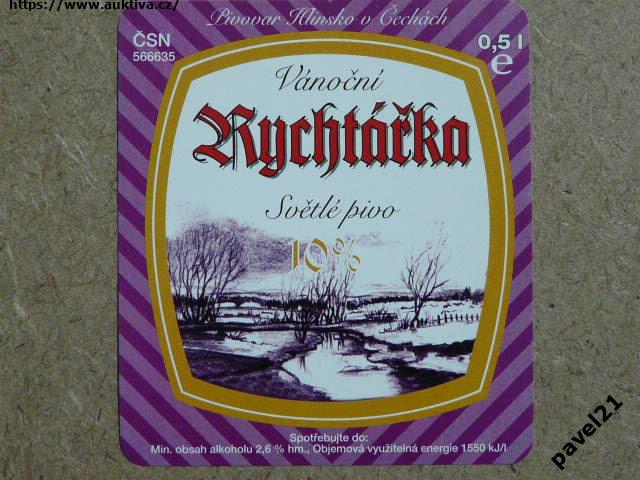 https://www.auktiva.cz/
Pivovar Hlinsko v Čechách
ČSN
566635
0,5 l
e
Vánoční
Rychtářka
Světlé pivo
10%
Spotřebujte do:
Min. obsah alkoholu 2,6 % hm., Objemová využitelná energie 1550 kJ/l
pavel21